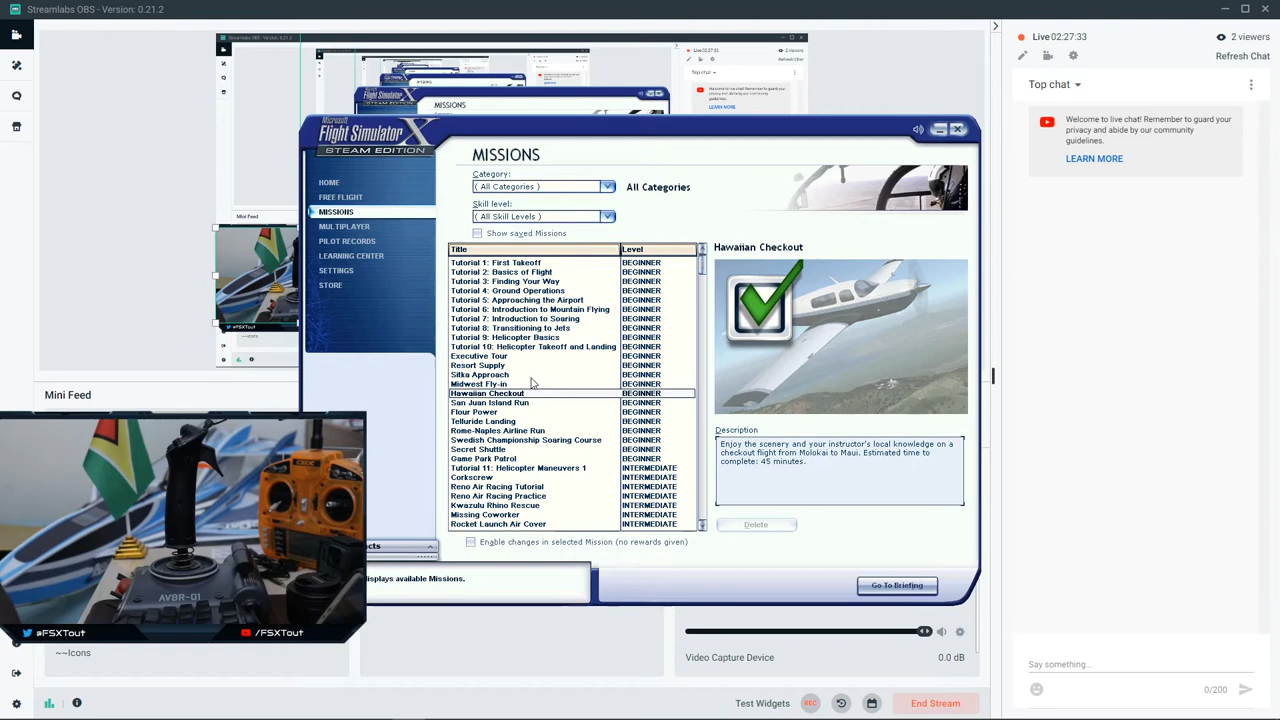 Streamlabs OBS - Version: 0.21.2
Live 02:27:33
2 viewers
Refresh Chat
Top chat
Welcome to live chat! Remember to guard your
privacy and abide by our community
guidelines.
LEARN MORE
Say something...
0/200
Microsoft
Flight Simulator X
STEAM EDITION
HOME
FREE FLIGHT
MISSIONS
MULTIPLAYER
PILOT RECORDS
LEARNING CENTER
SETTINGS
STORE
MISSIONS
Category:
( All Categories )
All Categories
Skill level:
( All Skill Levels )
Show saved Missions
Title Level
Tutorial 1: First Takeoff BEGINNER
Tutorial 2: Basics of Flight BEGINNER
Tutorial 3: Finding Your Way BEGINNER
Tutorial 4: Ground Operations BEGINNER
Tutorial 5: Approaching the Airport BEGINNER
Tutorial 6: Introduction to Mountain Flying BEGINNER
Tutorial 7: Introduction to Soaring BEGINNER
Tutorial 8: Transitioning to Jets BEGINNER
Tutorial 9: Helicopter Basics BEGINNER
Tutorial 10: Helicopter Takeoff and Landing BEGINNER
Executive Tour BEGINNER
Resort Supply BEGINNER
Sitka Approach BEGINNER
Midwest Fly-in BEGINNER
Hawaiian Checkout BEGINNER
San Juan Island Run BEGINNER
Flour Power BEGINNER
Telluride Landing BEGINNER
Rome-Naples Airline Run BEGINNER
Swedish Championship Soaring Course BEGINNER
Secret Shuttle BEGINNER
Game Park Patrol BEGINNER
Tutorial 11: Helicopter Maneuvers 1 INTERMEDIATE
Corkscrew INTERMEDIATE
Reno Air Racing Tutorial INTERMEDIATE
Reno Air Racing Practice INTERMEDIATE
Kwazulu Rhino Rescue INTERMEDIATE
Missing Coworker INTERMEDIATE
Rocket Launch Air Cover INTERMEDIATE
Enable changes in selected Mission (no rewards given)
Hawaiian Checkout
Description
Enjoy the scenery and your instructor's local knowledge on a
checkout flight from Molokai to Maui. Estimated time to
complete: 45 minutes.
Delete
Go To Briefing
isplays available Missions.
Mini Feed
AV8R-01
@FSXTout
/FSXTout
~~Icons
Video Capture Device
0.0 dB
Test Widgets
REC
End Stream